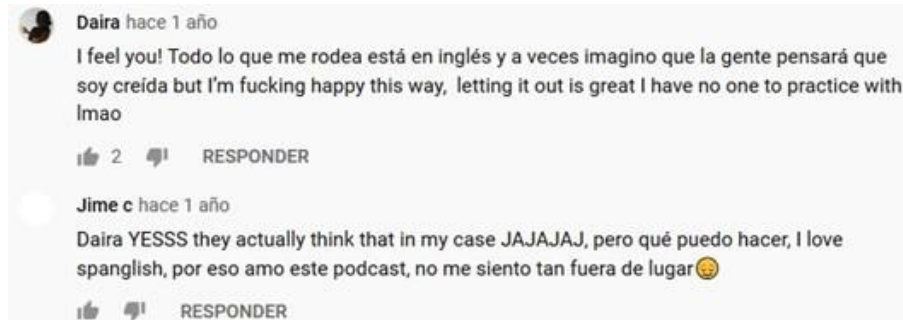 Daira hace 1 año
I feel you! Todo lo que me rodea está en inglés y a veces imagino que la gente pensará que
soy creída but I'm fucking happy this way, letting it out is great I have no one to practice with
lmao
2 RESPONDER
Jime c hace 1 año
Daira YESSS they actually think that in my case JAJAJAJ, pero qué puedo hacer, I love
spanglish, por eso amo este podcast, no me siento tan fuera de lugar😌
RESPONDER